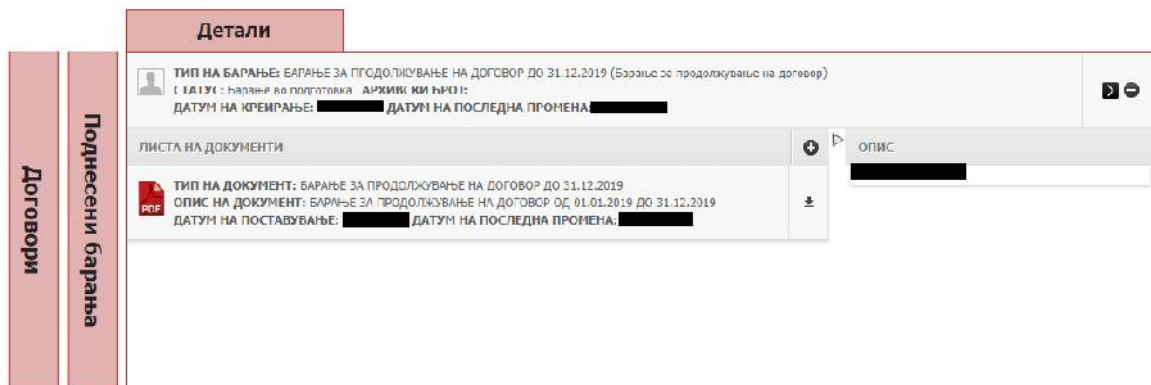 Детали
Договори
Поднесени барања
ТИП НА БАРАЊЕ: БАРАЊЕ ЗА ПРОДОЛЖУВАЊЕ НА ДОГОВОР ДО 31.12.2019 (Барање за продолжување на договор)
СТАТУС: Барање во подготовка АРХИВСКИ БРОЈ:
ДАТУМ НА КРЕИРАЊЕ: ДАТУМ НА ПОСЛЕДНА ПРОМЕНА:
ЛИСТА НА ДОКУМЕНТИ
ОПИС
PDF
ТИП НА ДОКУМЕНТ: БАРАЊЕ ЗА ПРОДОЛЖУВАЊЕ НА ДОГОВОР ДО 31.12.2019
ОПИС НА ДОКУМЕНТ: БАРАЊЕ ЗА ПРОДОЛЖУВАЊЕ НА ДОГОВОР ОД 01.01.2019 ДО 31.12.2019
ДАТУМ НА ПОСТАВУВАЊЕ: ДАТУМ НА ПОСЛЕДНА ПРОМЕНА: